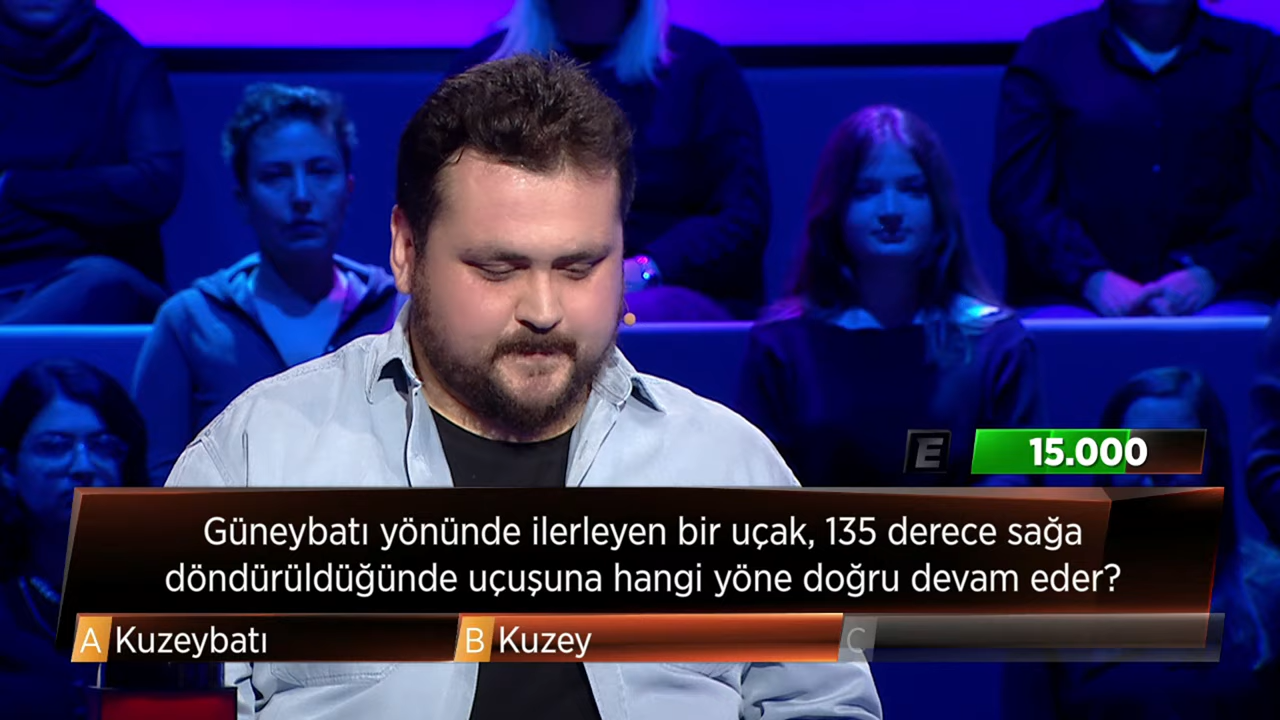 E
15.000
Güneybatı yönünde ilerleyen bir uçak, 135 derece sağa
döndürüldüğünde uçuşuna hangi yöne doğru devam eder?
A Kuzeybatı
B Kuzey
C